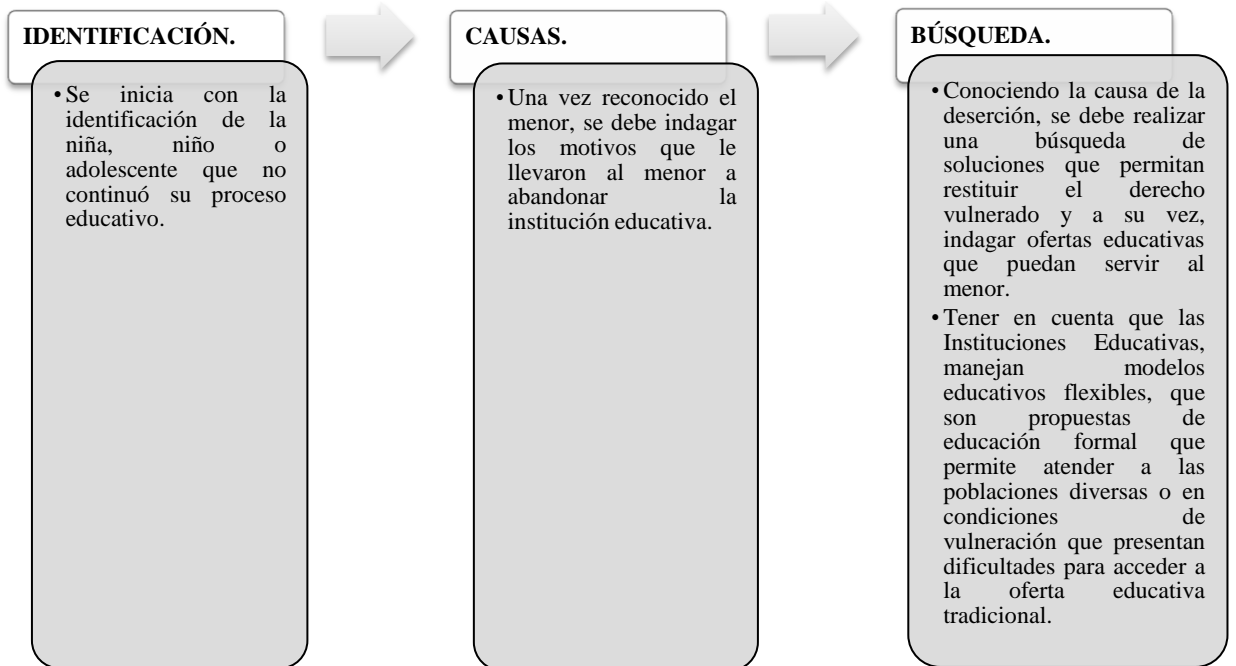 IDENTIFICACIÓN.
• Se inicia con la
identificación de la
niña, niño o
adolescente que no
continuó su proceso
educativo.
CAUSAS.
• Una vez reconocido el
menor, se debe indagar
los motivos que le
llevaron al menor a
abandonar la
institución educativa.
BÚSQUEDA.
• Conociendo la causa de la
deserción, se debe realizar
una búsqueda de
soluciones que permitan
restituir el derecho
vulnerado y a su vez,
indagar ofertas educativas
que puedan servir al
menor.
• Tener en cuenta que las
Instituciones Educativas,
manejan modelos
educativos flexibles, que
son propuestas de
educación formal que
permite atender a las
poblaciones diversas o en
condiciones de
vulneración que presentan
dificultades para acceder a
la oferta educativa
tradicional.